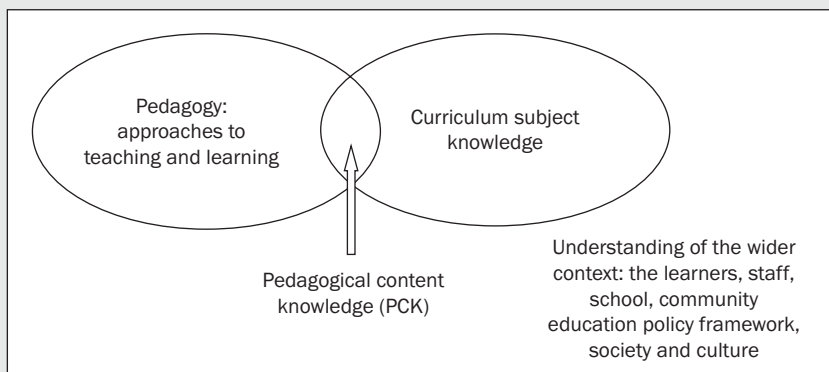 Pedagogy:
approaches to
teaching and learning
Curriculum subject
knowledge
Pedagogical content
knowledge (PCK)
Understanding of the wider
context: the learners, staff,
school, community
education policy framework,
society and culture